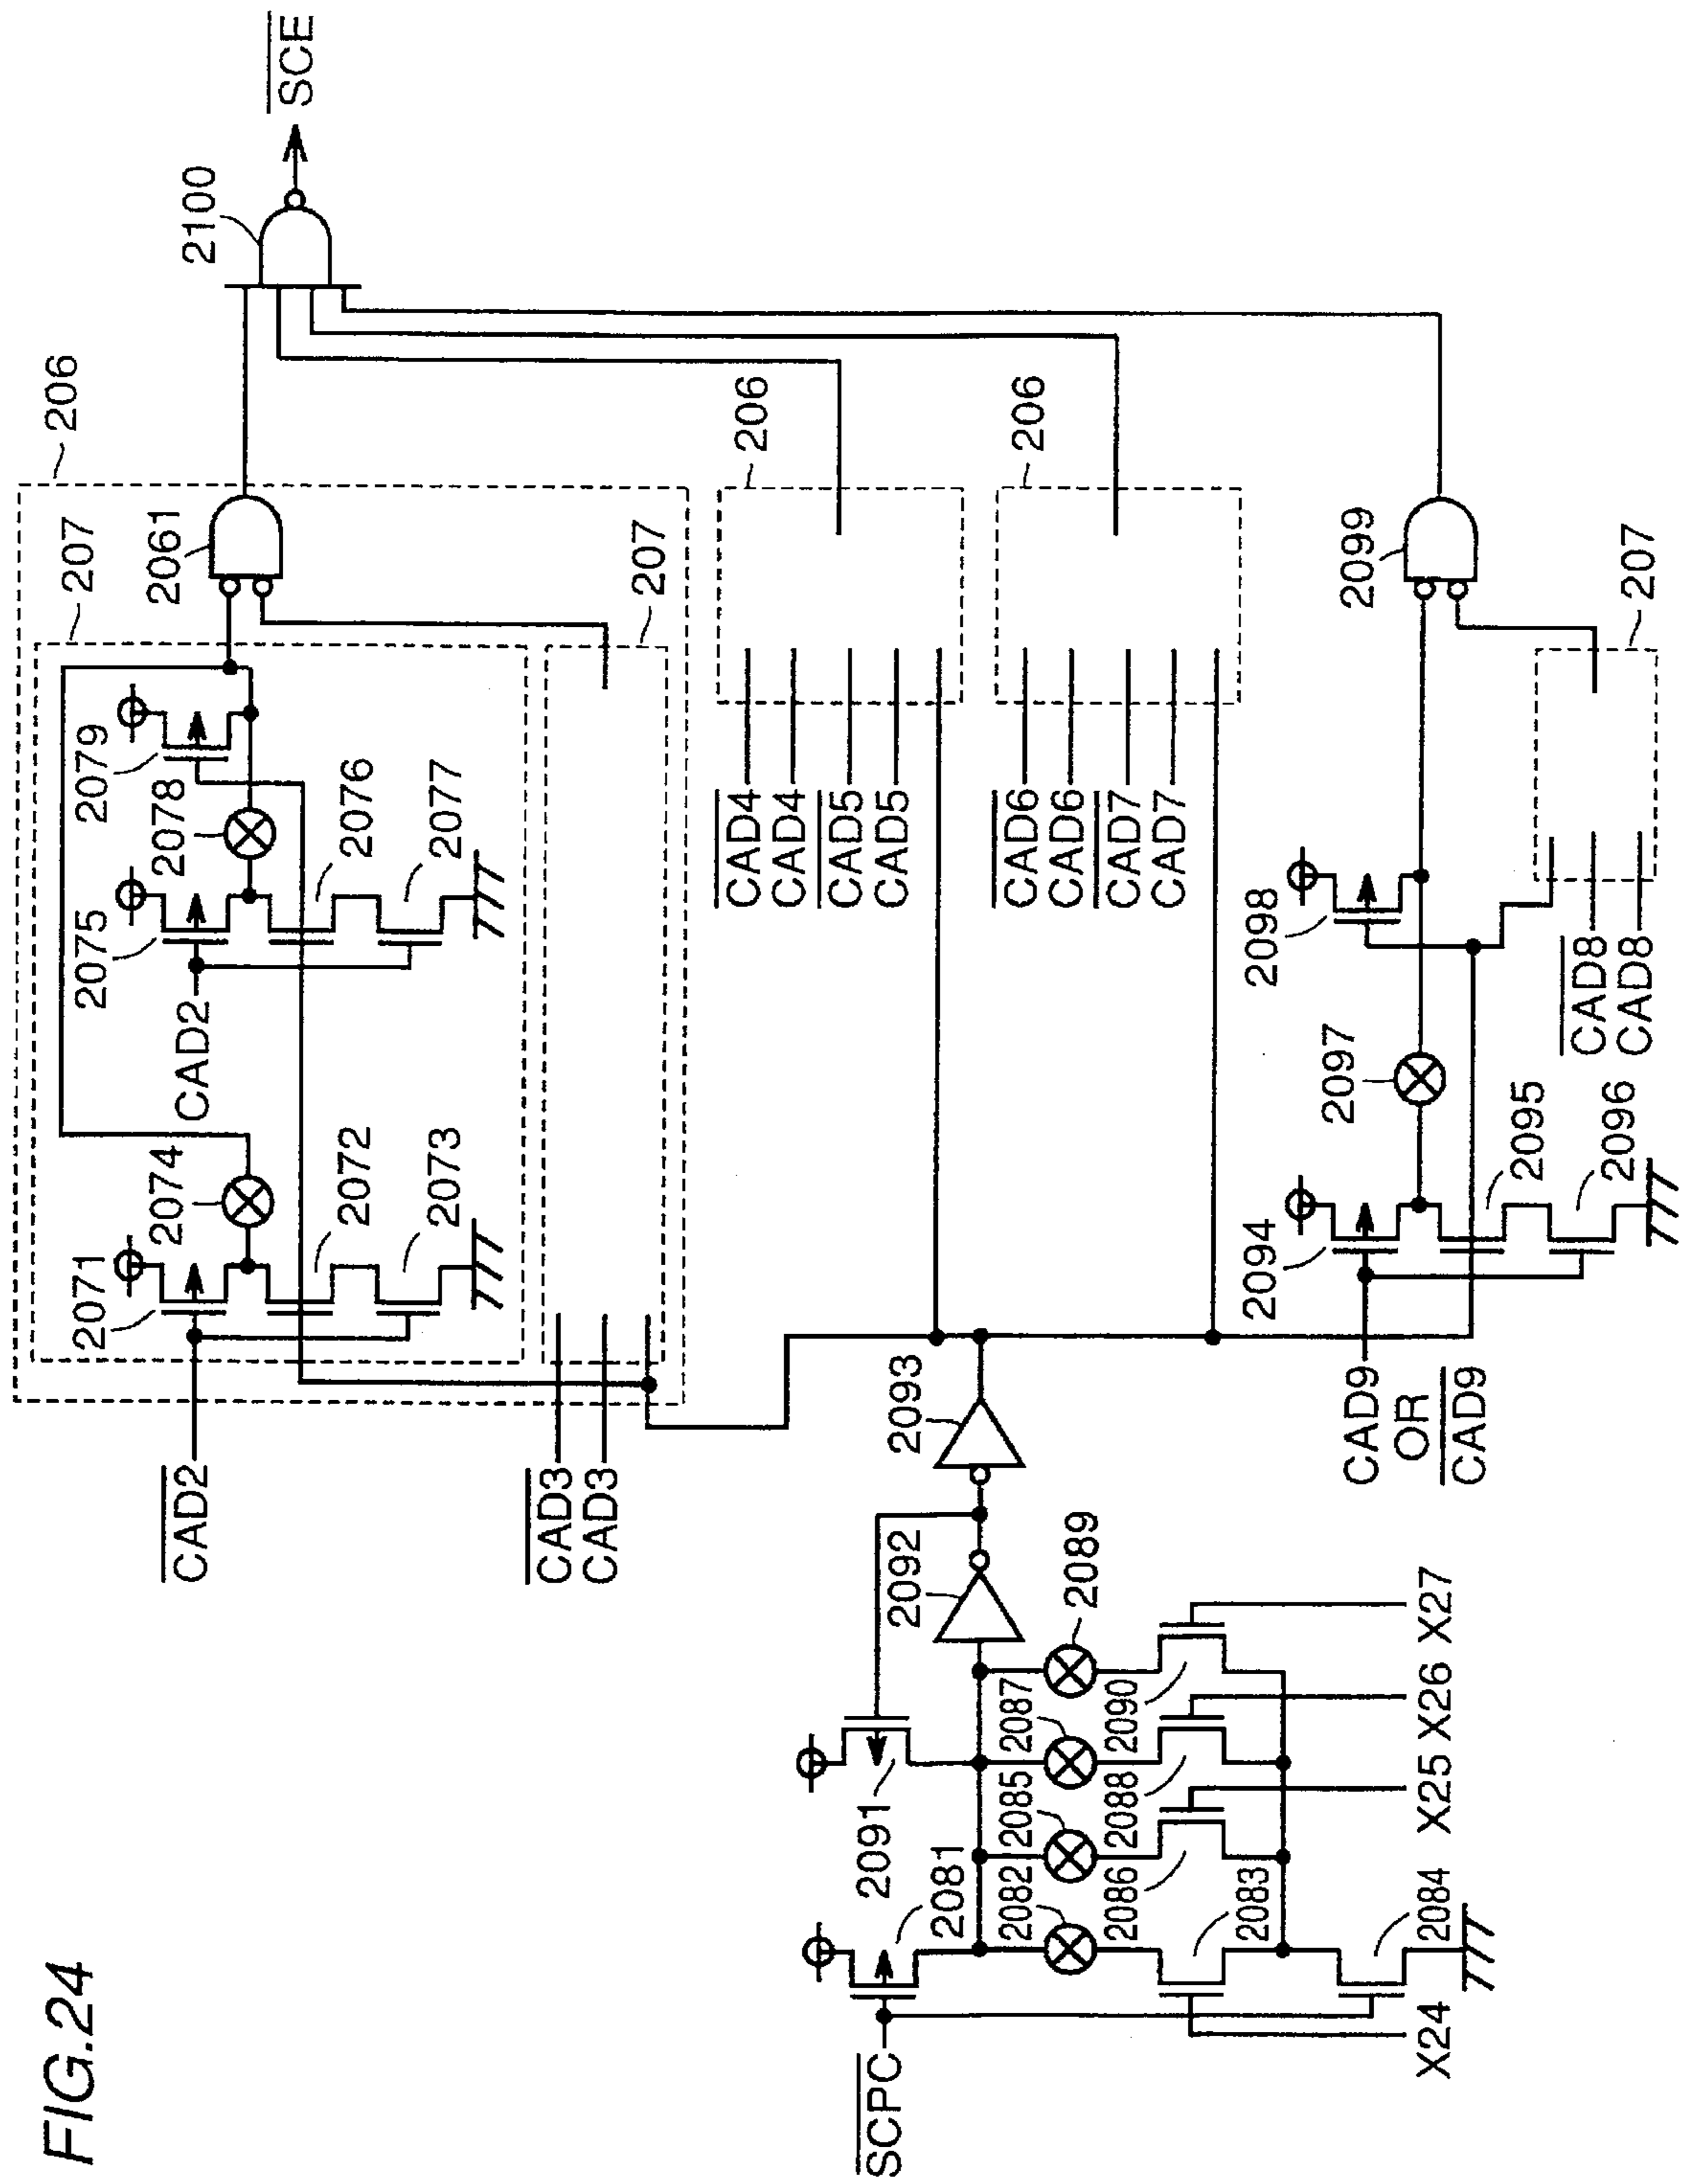 FIG.24
SCE
2100
206
207
2061
2079
2078
2075
2076
2077
CAD2
2074
2071
2072
2073
CAD2
207
CAD3
CAD3
206
CAD4
CAD4
CAD5
CAD5
206
CAD6
CAD6
CAD7
CAD7
2099
207
2098
2097
2094
2095
2096
CAD8
CAD8
CAD9
OR
CAD9
2093
2092
2091
2081
2082
2085
2087
2089
2083
2086
2088
2090
2084
SCPC
X24
X25
X26
X27